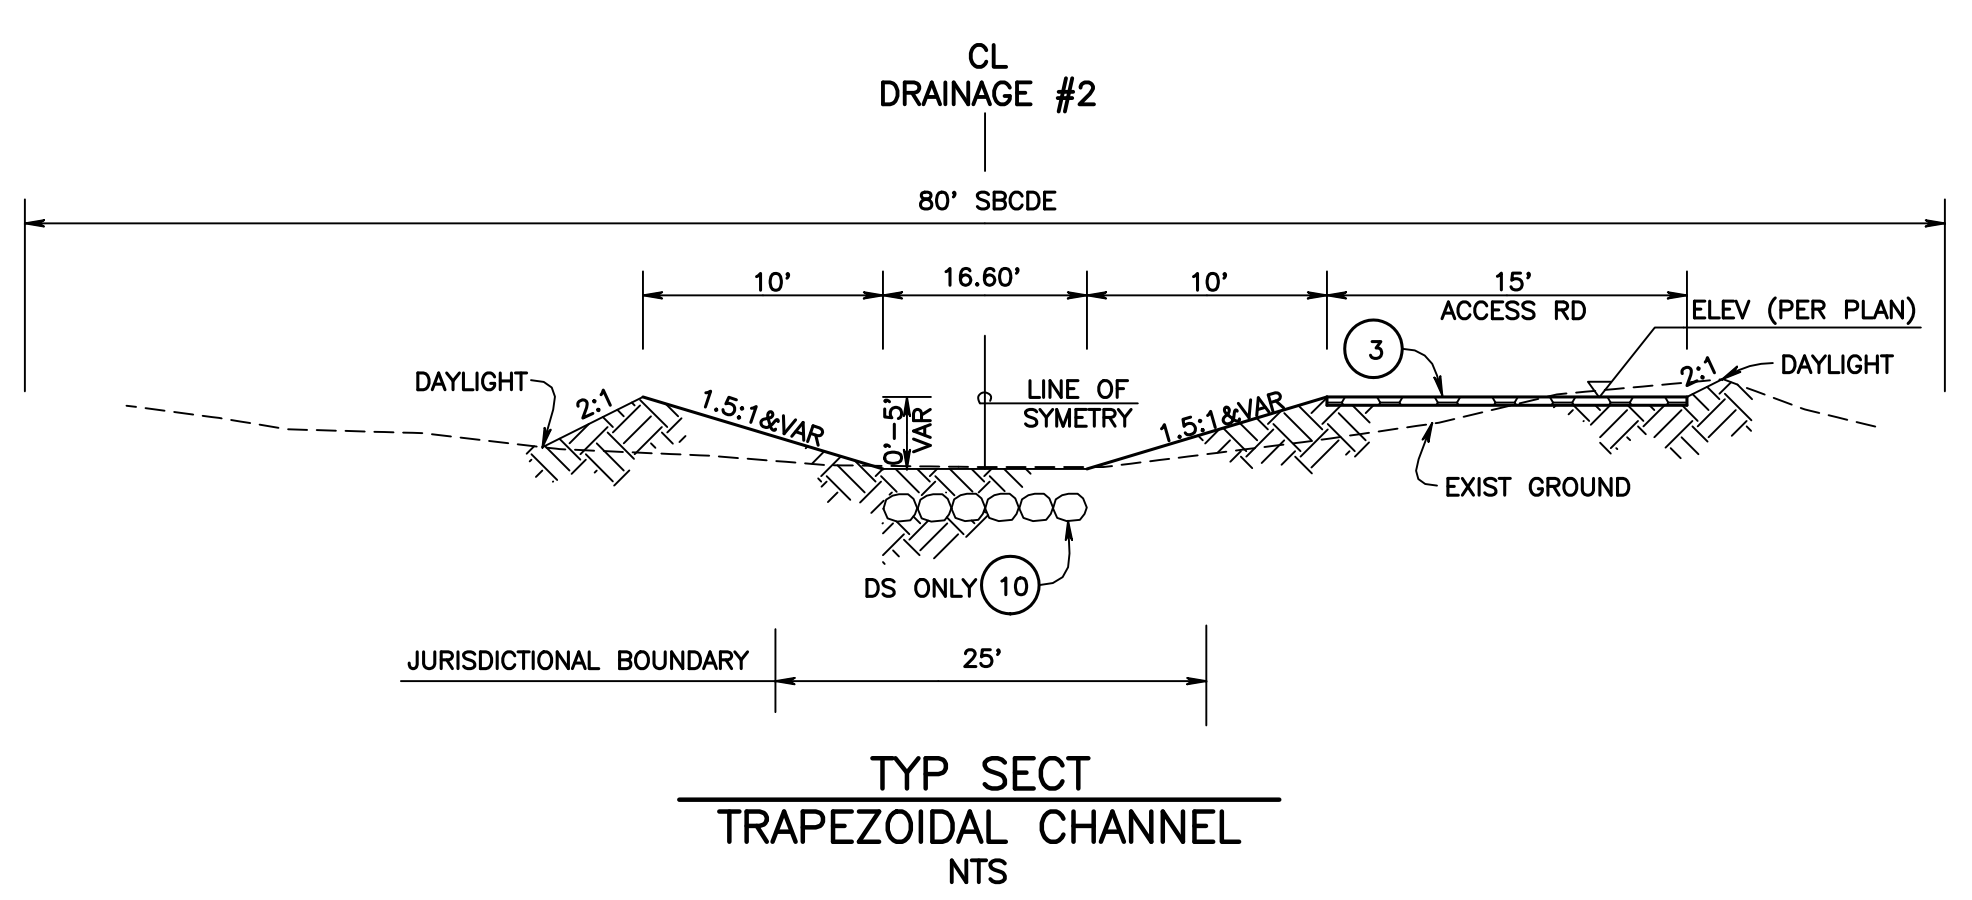 CL
DRAINAGE #2
80' SBCDE
10'
16.60'
10'
15'
ACCESS RD
ELEV (PER PLAN)
3
DAYLIGHT
2:1
1.5:1&VAR
0'-5'
VAR
LINE OF
SYMETRY
1.5:1&VAR
2:1
DAYLIGHT
EXIST GROUND
DS ONLY
10
JURISDICTIONAL BOUNDARY
25'
TYP SECT
TRAPEZOIDAL CHANNEL
NTS